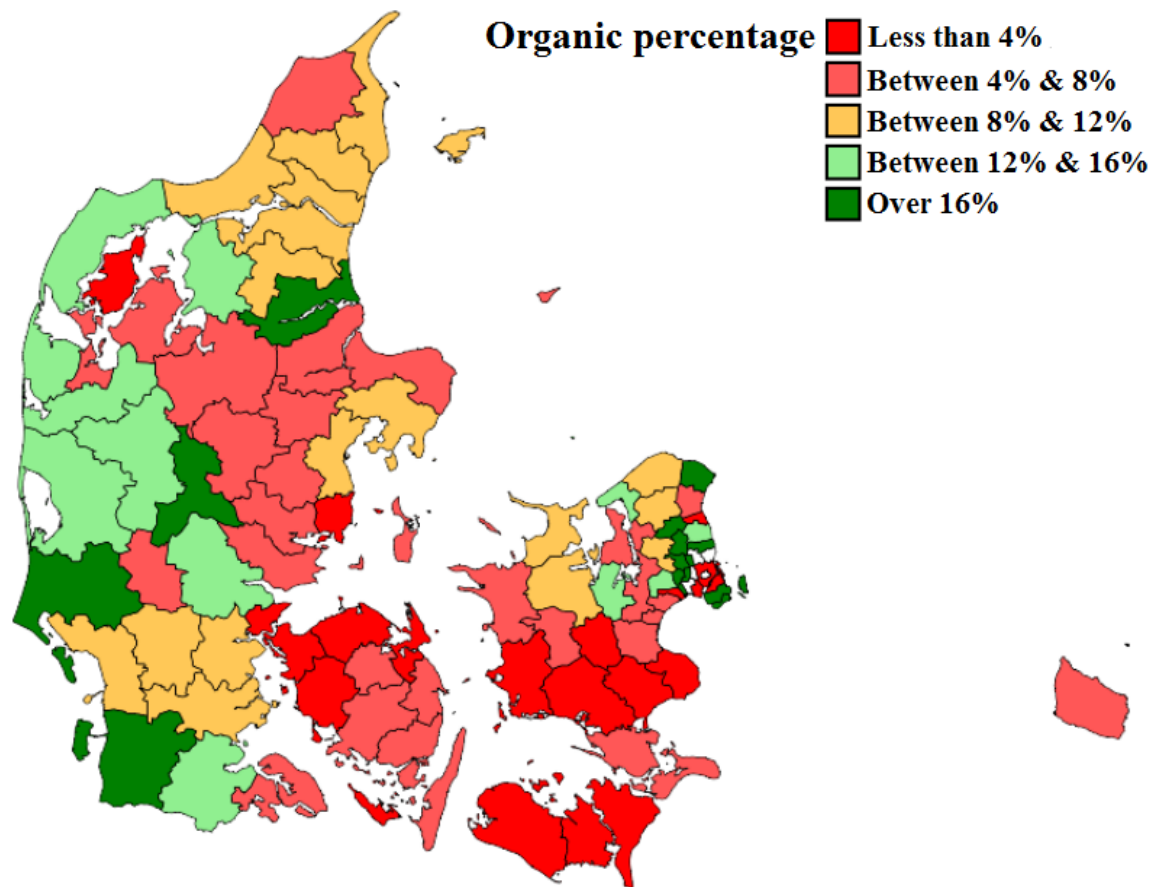 Organic percentage
Less than 4%
Between 4% & 8%
Between 8% & 12%
Between 12% & 16%
Over 16%